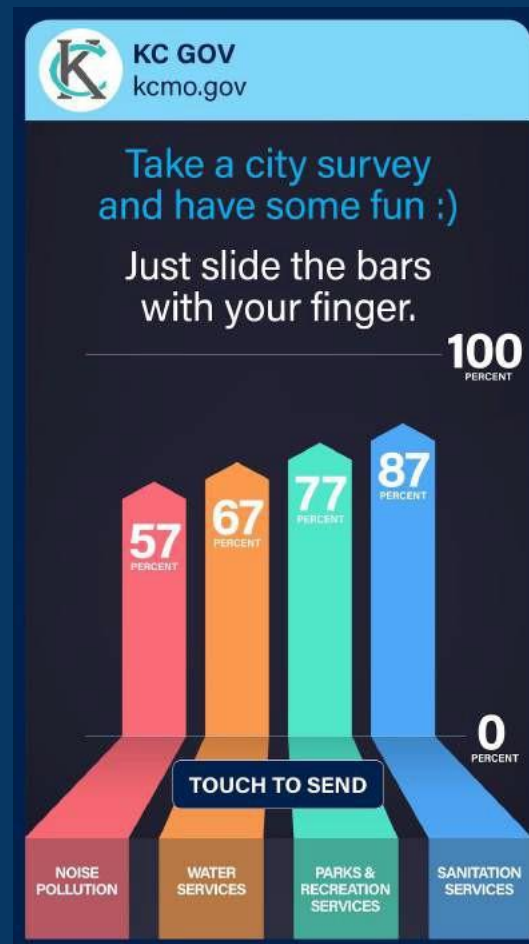 KC
KC GOV
kcmo.gov
Take a city survey
and have some fun :)
Just slide the bars
with your finger.
100
PERCENT
87
PERCENT
77
PERCENT
67
PERCENT
57
PERCENT
0
PERCENT
TOUCH TO SEND
NOISE
POLLUTION
WATER
SERVICES
PARKS &
RECREATION
SERVICES
SANITATION
SERVICES